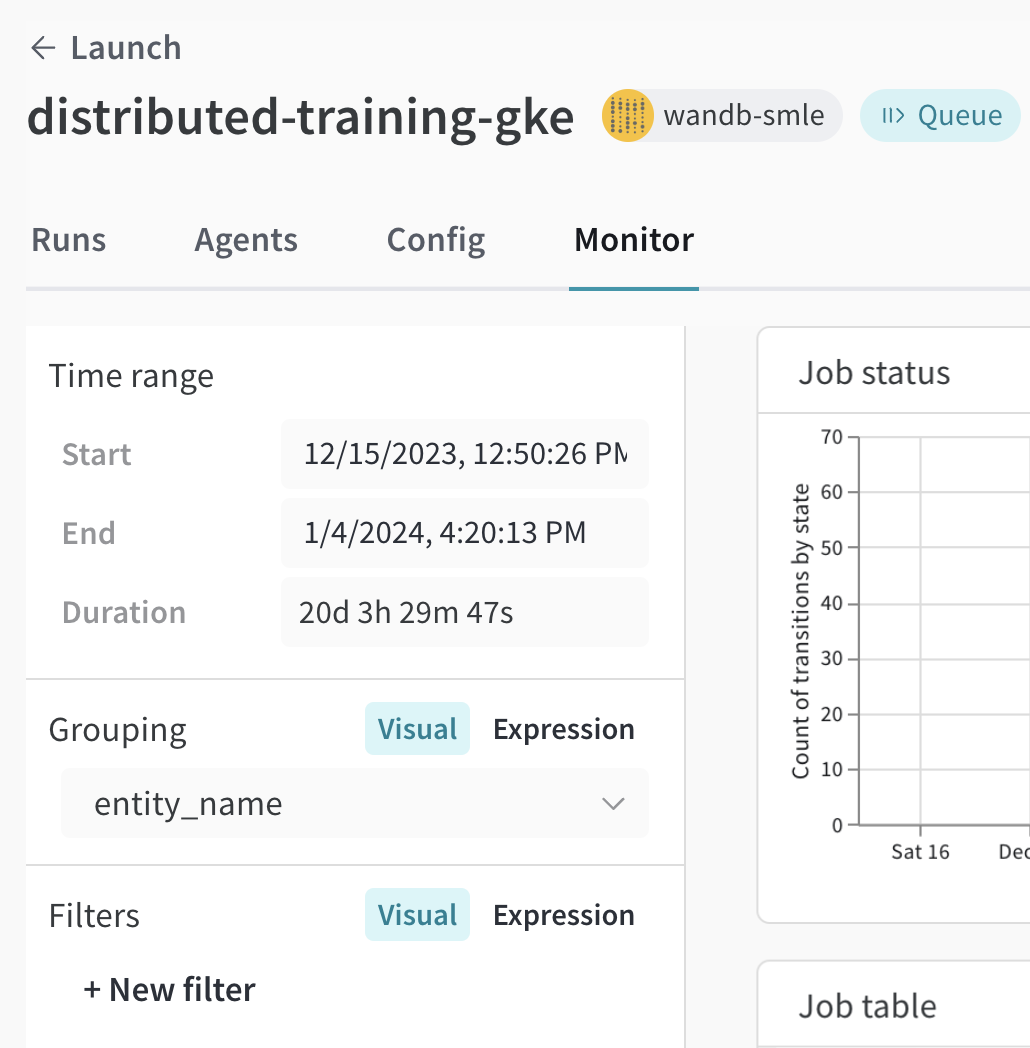 ← Launch
distributed-training-gke wandb-smle Queue
Runs Agents Config Monitor
Time range
Start 12/15/2023, 12:50:26 PM
End 1/4/2024, 4:20:13 PM
Duration 20d 3h 29m 47s
Grouping Visual Expression
entity_name
Filters Visual Expression
+ New filter
Job status
Count of transitions by state
70
60
50
40
30
20
10
0
Sat 16 Dec
Job table